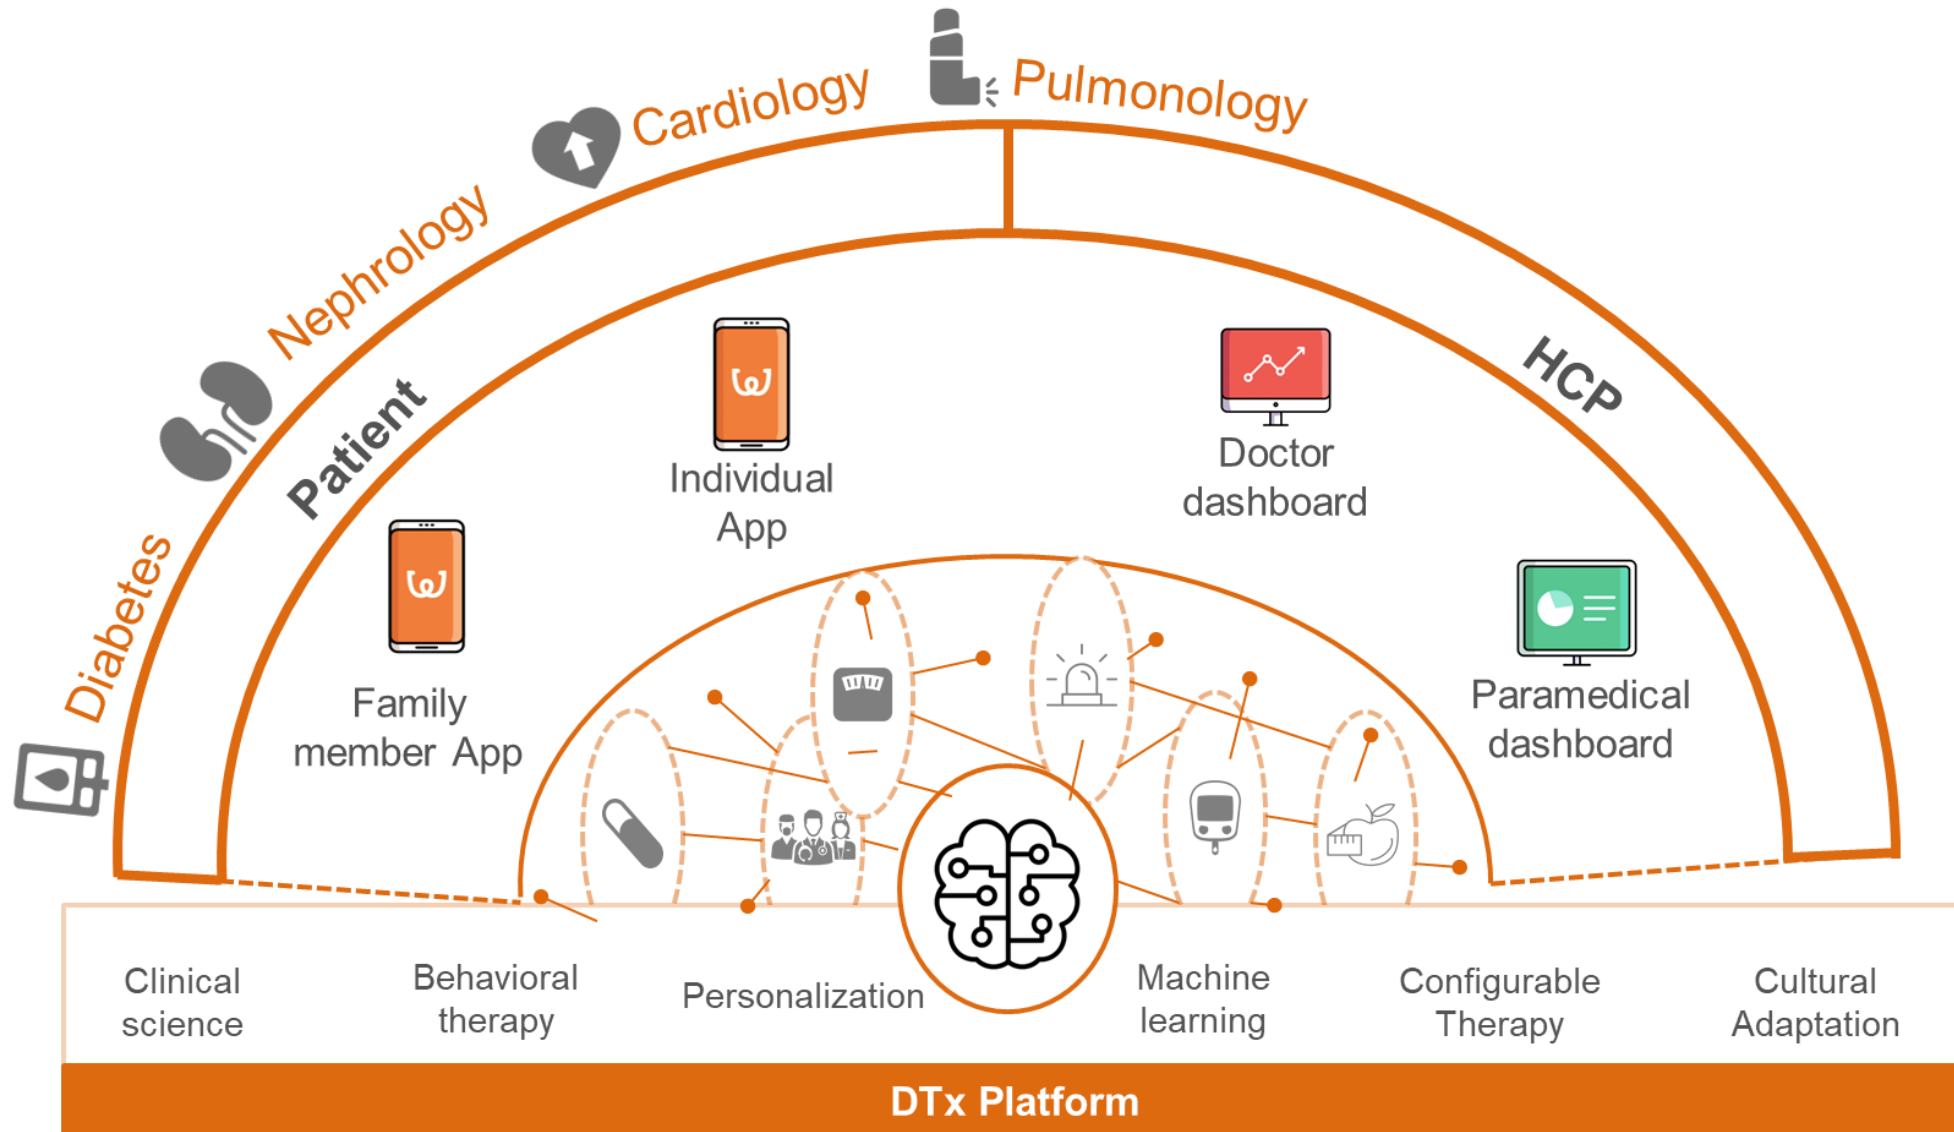 Pulmonology
Cardiology
Nephrology
Diabetes
Patient
HCP
Individual
App
Doctor
dashboard
Family
member App
Paramedical
dashboard
Clinical
science
Behavioral
therapy
Personalization
Machine
learning
Configurable
Therapy
Cultural
Adaptation
DTx Platform